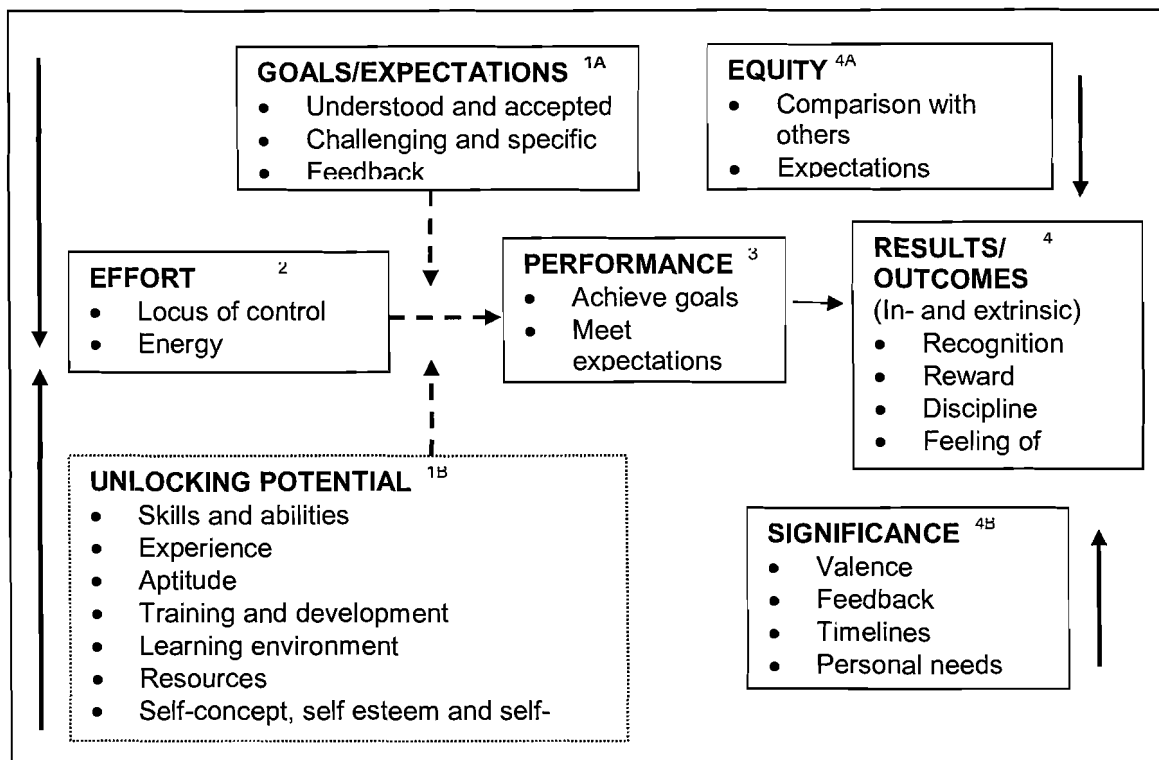 GOALS/EXPECTATIONS 1A
• Understood and accepted
• Challenging and specific
• Feedback
EQUITY 4A
• Comparison with
others
• Expectations
EFFORT 2
• Locus of control
• Energy
PERFORMANCE 3
• Achieve goals
• Meet
expectations
RESULTS/ 4
OUTCOMES
(In- and extrinsic)
• Recognition
• Reward
• Discipline
• Feeling of
UNLOCKING POTENTIAL 1B
• Skills and abilities
• Experience
• Aptitude
• Training and development
• Learning environment
• Resources
• Self-concept, self esteem and self-
SIGNIFICANCE 4B
• Valence
• Feedback
• Timelines
• Personal needs